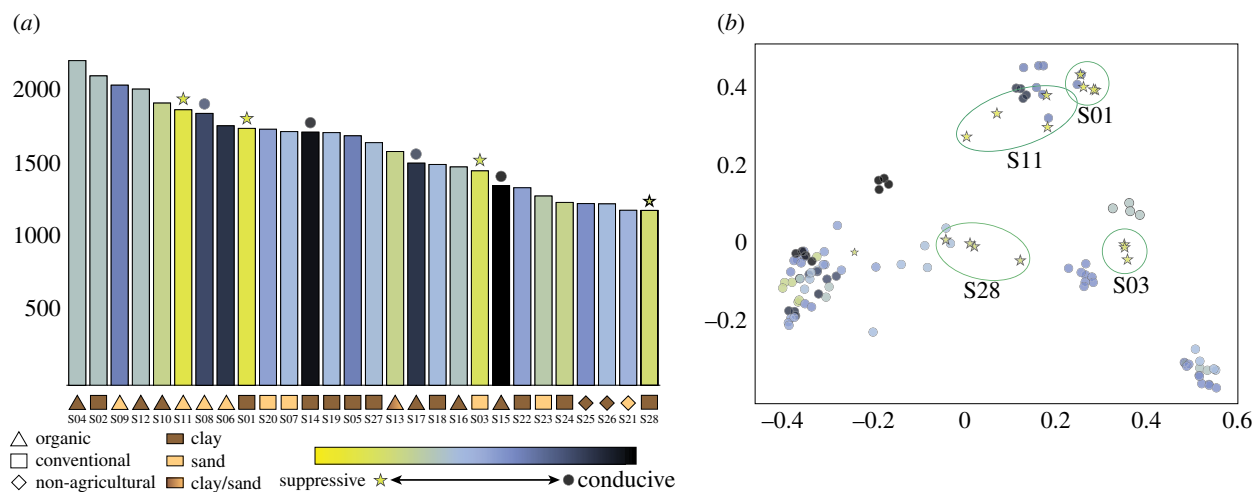 (a)
2000
1500
1000
500
S04 S02 S09 S12 S10 S11 S08 S06 S01 S20 S07 S14 S19 S05 S27 S13 S17 S18 S16 S03 S15 S22 S23 S24 S25 S26 S21 S28
organic
conventional
non-agricultural
clay
sand
clay/sand
suppressive
conducive
(b)
0.4
0.2
0
–0.2
S01
S11
S28
S03
–0.4 –0.2 0 0.2 0.4 0.6